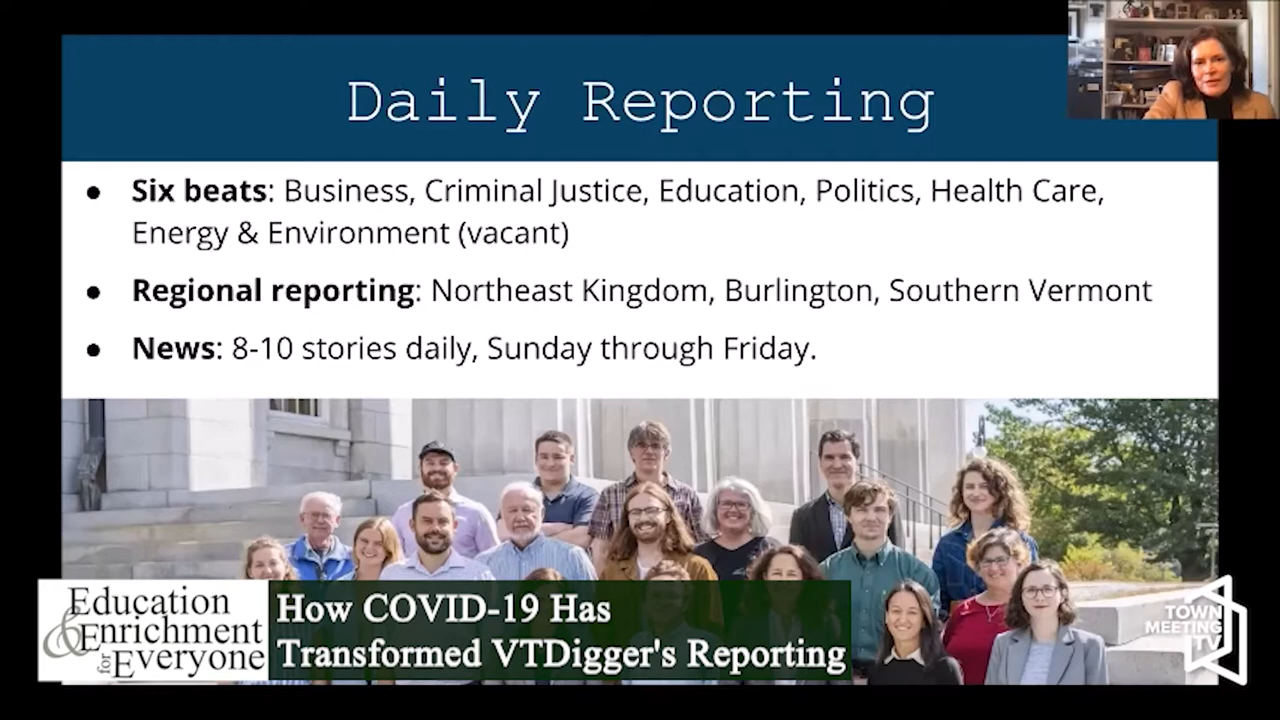 Daily Reporting
● Six beats: Business, Criminal Justice, Education, Politics, Health Care,
Energy & Environment (vacant)
● Regional reporting: Northeast Kingdom, Burlington, Southern Vermont
● News: 8-10 stories daily, Sunday through Friday.
Education
& Enrichment
for Everyone
How COVID-19 Has
Transformed VTDigger's Reporting
TOWN
MEETING
TV